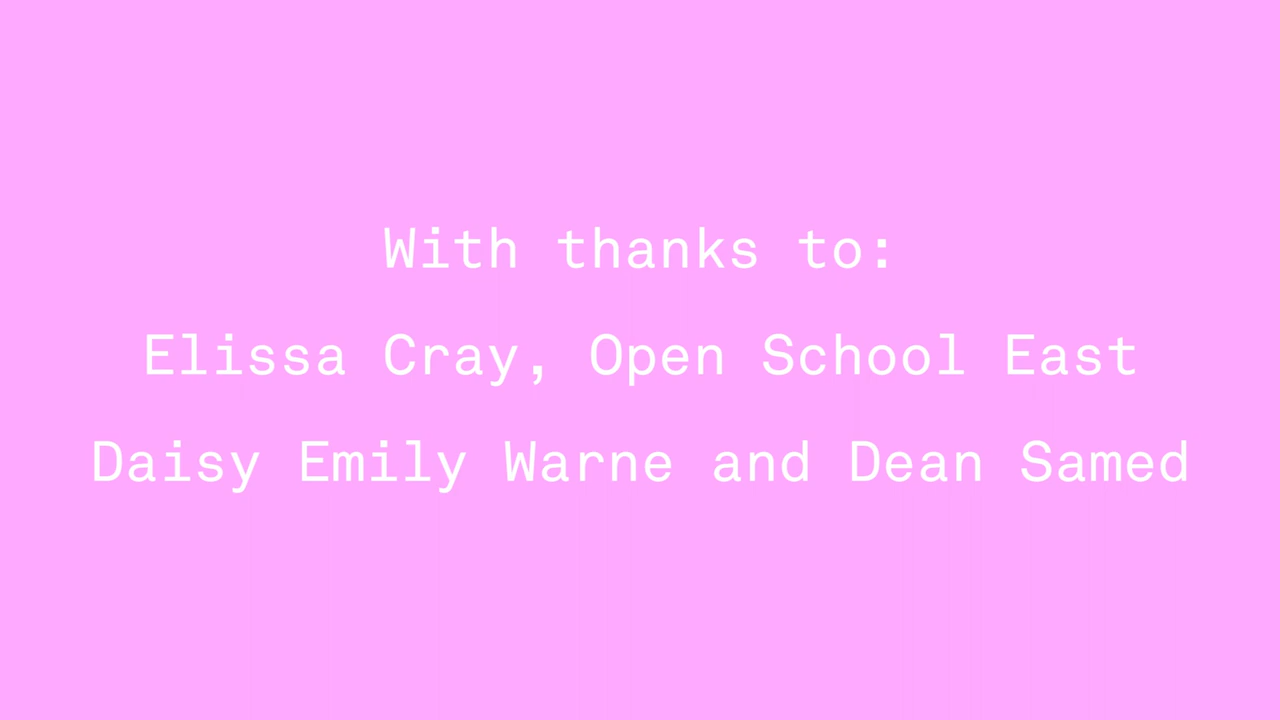 With thanks to:
Elissa Cray, Open School East
Daisy Emily Warne and Dean Samed